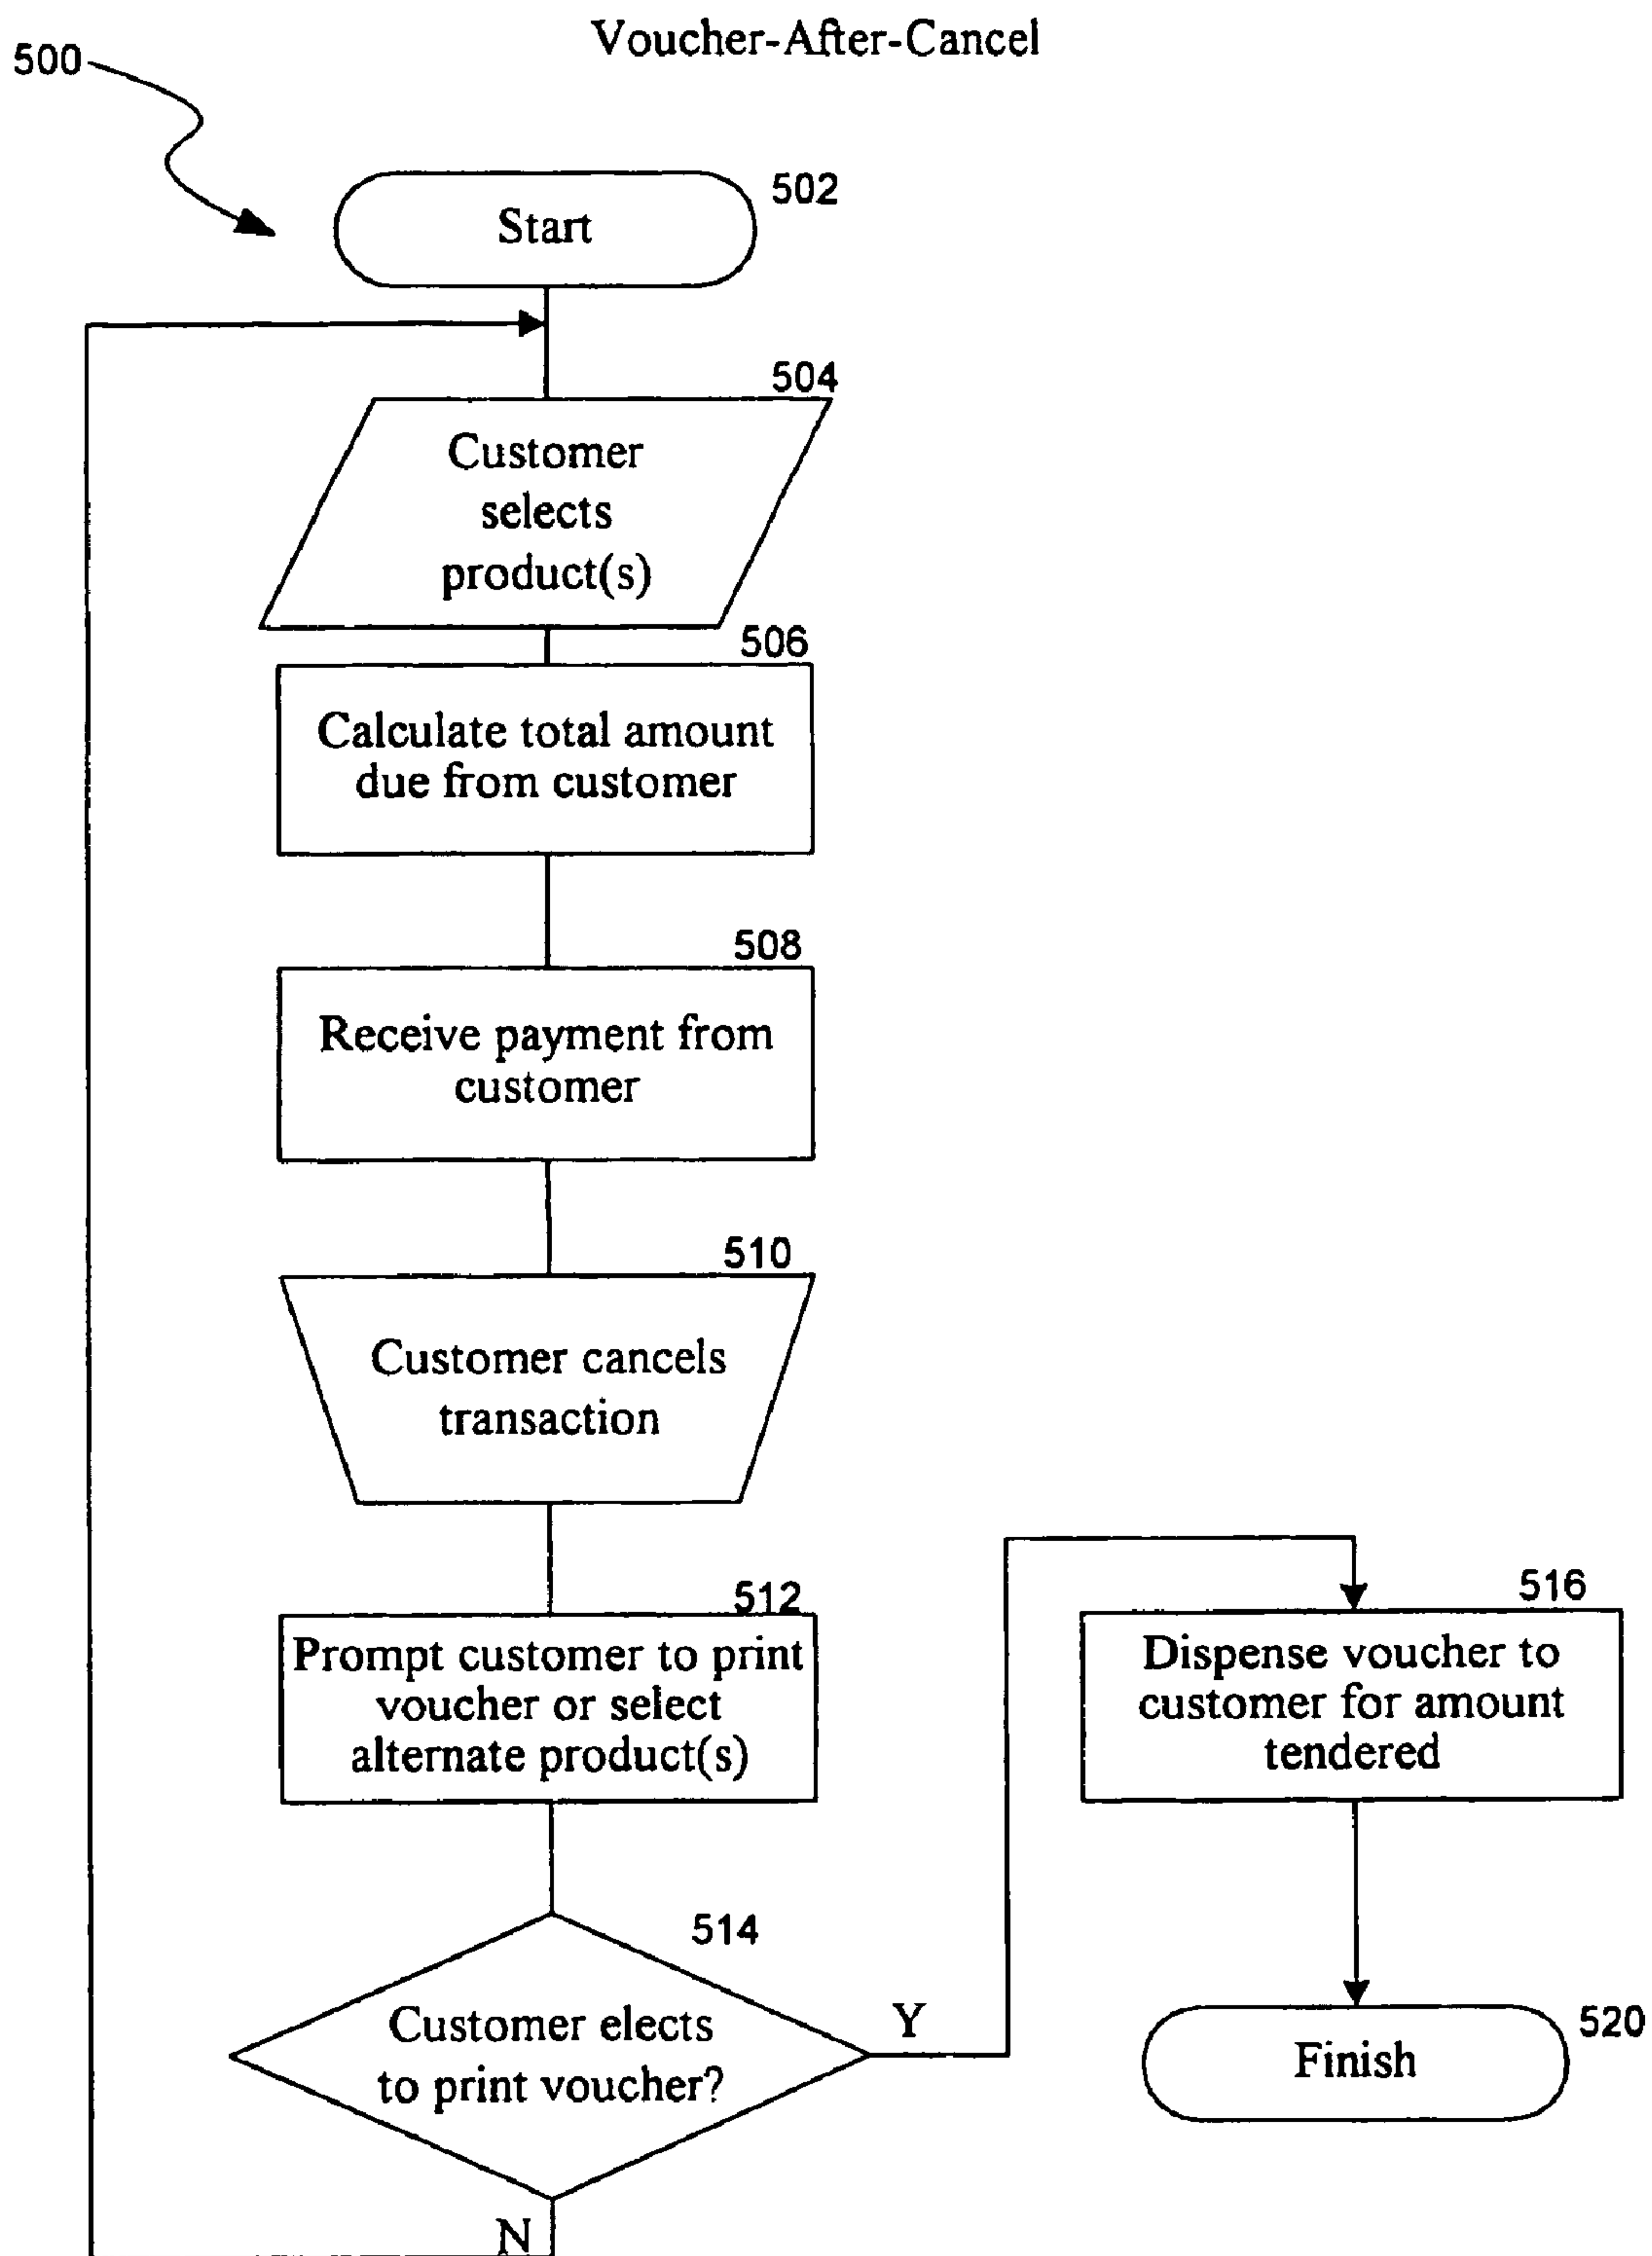 Voucher-After-Cancel
500
502
Start
504
Customer
selects
product(s)
506
Calculate total amount
due from customer
508
Receive payment from
customer
510
Customer cancels
transaction
512
Prompt customer to print
voucher or select
alternate product(s)
514
Customer elects
to print voucher?
Y
N
516
Dispense voucher to
customer for amount
tendered
520
Finish